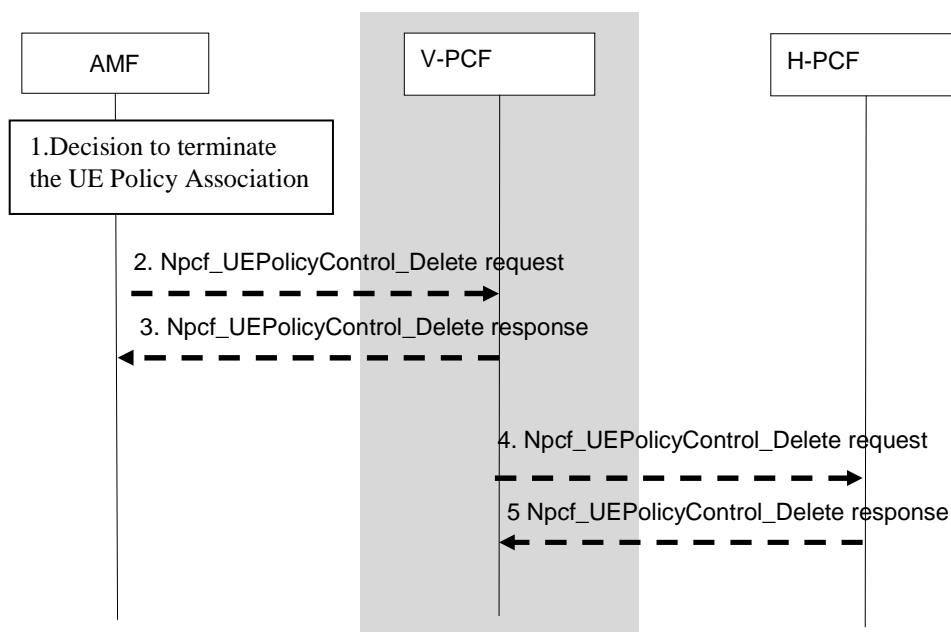 AMF
V-PCF
H-PCF
1.Decision to terminate
the UE Policy Association
2. Npcf_UEPolicyControl_Delete request
3. Npcf_UEPolicyControl_Delete response
4. Npcf_UEPolicyControl_Delete request
5 Npcf_UEPolicyControl_Delete response